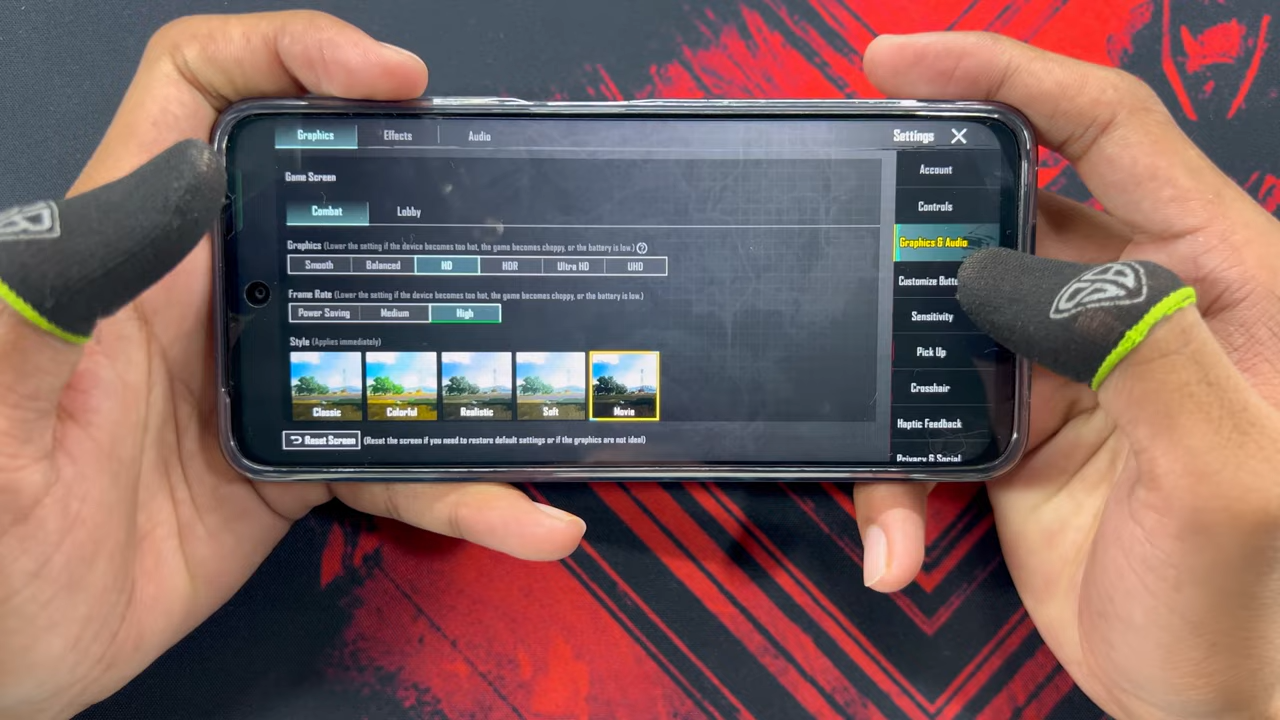 Graphics Effects Audio
Settings
Game Screen
Combat Lobby
Graphics (Lower the setting if the device becomes too hot, the game becomes choppy, or the battery is low.) ?
Smooth Balanced HD HDR Ultra HD UHD
Frame Rate (Lower the setting if the device becomes too hot, the game becomes choppy, or the battery is low.)
Power Saving Medium High
Style (Applies immediately)
Classic Colorful Realistic Soft Movie
Reset Screen (Reset the screen if you need to restore default settings or if the graphics are not ideal)
Account
Controls
Graphics & Audio
Customize Butto
Sensitivity
Pick Up
Crosshair
Haptic Feedback
Privacy & Social